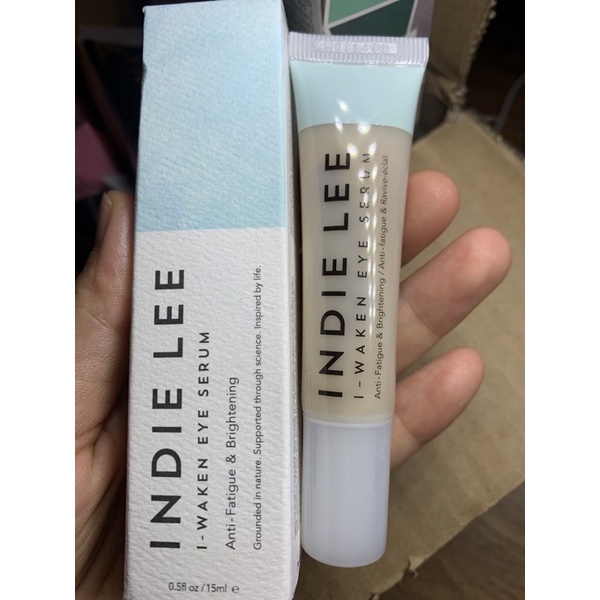 INDIE LEE
I-WAKEN EYE SERUM
Anti-Fatigue & Brightening
Grounded in nature. Supported through science. Inspired by life.
0.5fl oz / 15ml ℮
INDIE LEE
I-WAKEN EYE SERUM
Anti-Fatigue & Brightening / Anti-fatigue & Ravive-éclat